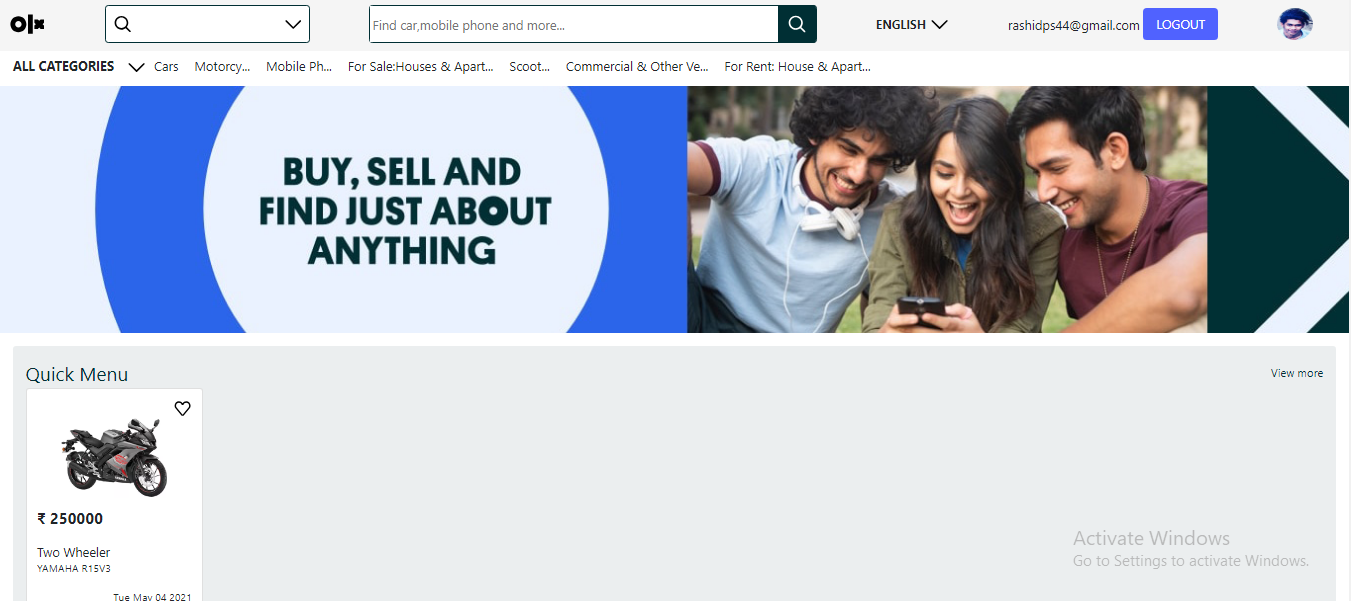 olx
Find car,mobile phone and more...
ENGLISH
rashidps44@gmail.com
LOGOUT
ALL CATEGORIES
Cars
Motorcy...
Mobile Ph...
For Sale:Houses & Apart...
Scoot...
Commercial & Other Ve...
For Rent: House & Apart...
BUY, SELL AND
FIND JUST ABOUT
ANYTHING
Quick Menu
View more
₹ 250000
Two Wheeler
YAMAHA R15V3
Tue May 04 2021
Activate Windows
Go to Settings to activate Windows.